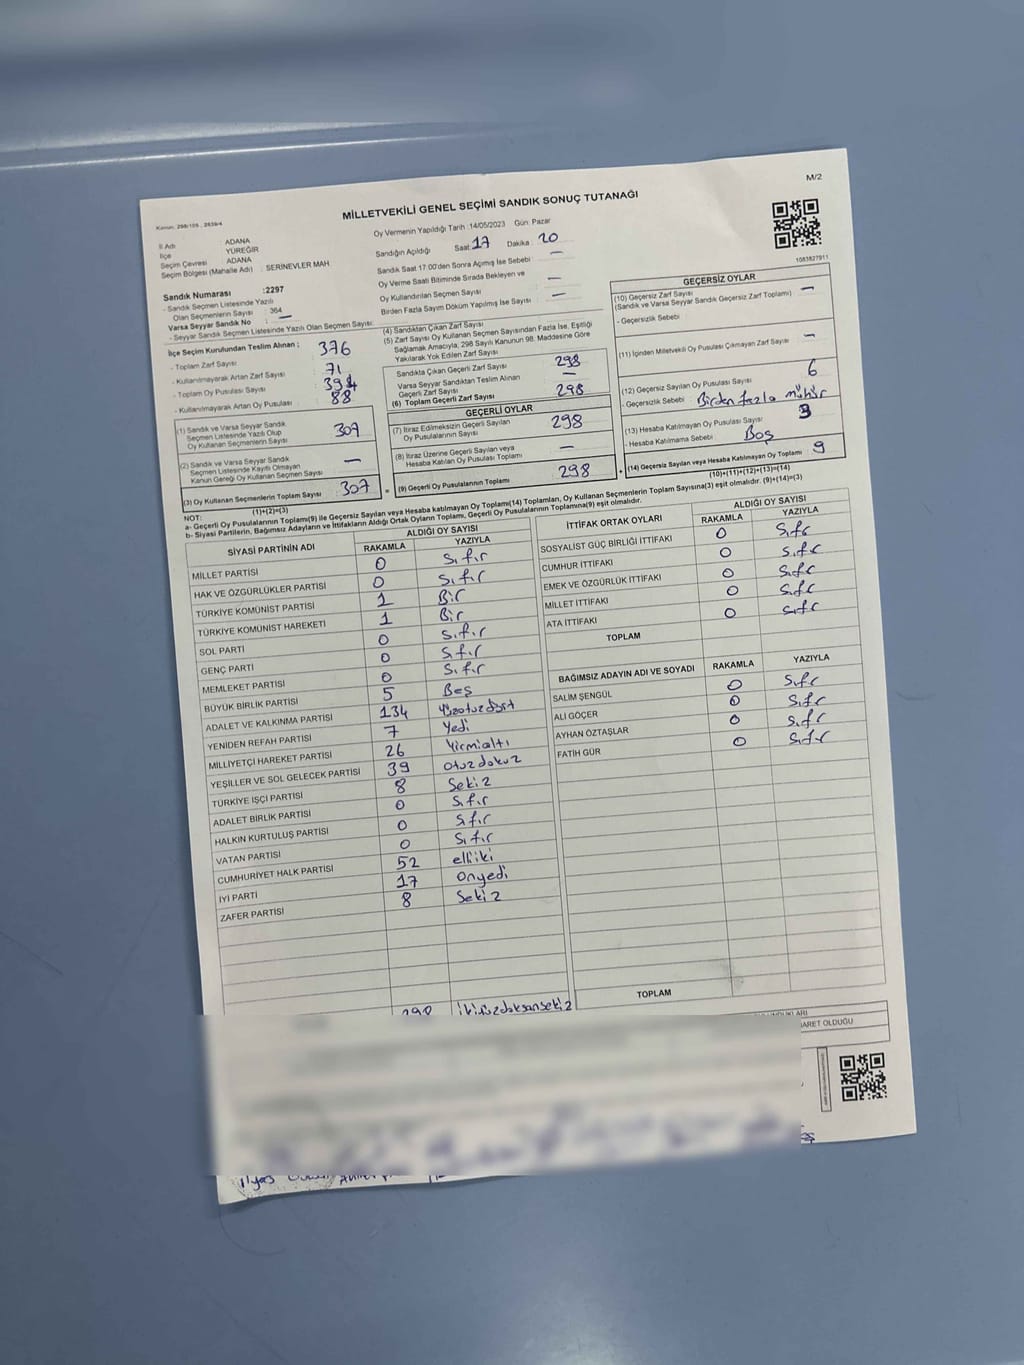 M/2
Kanun: 298/105 , 2839/4
MİLLETVEKİLİ GENEL SEÇİMİ SANDIK SONUÇ TUTANAĞI
Oy Vermenin Yapıldığı Tarih :14/05/2023 Gün: Pazar
İl Adı ADANA
İlçe YÜREĞİR
Seçim Çevresi ADANA
Seçim Bölgesi (Mahalle Adı) : SERİNEVLER MAH.
Sandık Numarası :2297
- Sandık Seçmen Listesinde Yazılı
Olan Seçmenlerin Sayısı : 364
Varsa Seyyar Sandık No : —
- Seyyar Sandık Seçmen Listesinde Yazılı Olan Seçmen Sayısı:
Sandığın Açıldığı Saat 17 Dakika 20
Sandık Saat 17.00'den Sonra Açılmış İse Sebebi : —
Oy Verme Saati Bitiminde Sırada Bekleyen ve
Oy Kullandırılan Seçmen Sayısı : —
Birden Fazla Sayım Döküm Yapılmış İse Sayısı : —
1083827911
İlçe Seçim Kurulundan Teslim Alınan ;
- Toplam Zarf Sayısı : 376
- Kullanılmayarak Artan Zarf Sayısı : 71
- Toplam Oy Pusulası Sayısı : 394
- Kullanılmayarak Artan Oy Pusulası : 88
(1) Sandık ve Varsa Seyyar Sandık
Seçmen Listesinde Yazılı Olup
Oy Kullanan Seçmenlerin Sayısı 307
(2) Sandık ve Varsa Seyyar Sandık
Seçmen Listesinde Kayıtlı Olmayan
Kanun Gereği Oy Kullanan Seçmen Sayısı —
(3) Oy Kullanan Seçmenlerin Toplam Sayısı 307
(1)+(2)=(3)
(4) Sandıktan Çıkan Zarf Sayısı
(5) Zarf Sayısı Oy Kullanan Seçmen Sayısından Fazla İse, Eşitliği
Sağlamak Amacıyla, 298 Sayılı Kanunun 98. Maddesine Göre
Yakılarak Yok Edilen Zarf Sayısı
Sandıkta Çıkan Geçerli Zarf Sayısı 298
Varsa Seyyar Sandıktan Teslim Alınan
Geçerli Zarf Sayısı —
(6) Toplam Geçerli Zarf Sayısı 298
GEÇERLİ OYLAR
(7) İtiraz Edilmeksizin Geçerli Sayılan
Oy Pusulalarının Sayısı 298
(8) İtiraz Üzerine Geçerli Sayılan veya
Hesaba Katılan Oy Pusulası Toplamı —
= (9) Geçerli Oy Pusulalarının Toplamı 298
GEÇERSİZ OYLAR
(10) Geçersiz Zarf Sayısı
(Sandık ve Varsa Seyyar Sandık Geçersiz Zarf Toplamı) —
- Geçersizlik Sebebi
(11) İçinden Milletvekili Oy Pusulası Çıkmayan Zarf Sayısı —
(12) Geçersiz Sayılan Oy Pusulası Sayısı 6
- Geçersizlik Sebebi Birden fazla mühür
(13) Hesaba Katılmayan Oy Pusulası Sayısı 3
- Hesaba Katılmama Sebebi Boş
+ (14) Geçersiz Sayılan veya Hesaba Katılmayan Oy Toplamı 9
(10)+(11)+(12)+(13)=(14)
NOT:
a- Geçerli Oy Pusulalarının Toplamı(9) ile Geçersiz Sayılan veya Hesaba katılmayan Oy Toplamı(14) Toplamları, Oy Kullanan Seçmenlerin Toplam Sayısına(3) eşit olmalıdır. (9)+(14)=(3)
b- Siyasi Partilerin, Bağımsız Adayların ve İttifakların Aldığı Ortak Oyların Toplamı, Geçerli Oy Pusulalarının Toplamına(9) eşit olmalıdır.
SİYASİ PARTİNİN ADI ALDIĞI OY SAYISI
RAKAMLA YAZIYLA
MİLLET PARTİSİ 0 Sıfır
HAK VE ÖZGÜRLÜKLER PARTİSİ 0 Sıfır
TÜRKİYE KOMÜNİST PARTİSİ 1 Bir
TÜRKİYE KOMÜNİST HAREKETİ 1 Bir
SOL PARTİ 0 Sıfır
GENÇ PARTİ 0 Sıfır
MEMLEKET PARTİSİ 0 Sıfır
BÜYÜK BİRLİK PARTİSİ 5 Beş
ADALET VE KALKINMA PARTİSİ 134 Yüzotuzdört
YENİDEN REFAH PARTİSİ 7 Yedi
MİLLİYETÇİ HAREKET PARTİSİ 26 Yirmialtı
YEŞİLLER VE SOL GELECEK PARTİSİ 39 otuzdokuz
TÜRKİYE İŞÇİ PARTİSİ 8 Sekiz
ADALET BİRLİK PARTİSİ 0 Sıfır
HALKIN KURTULUŞ PARTİSİ 0 Sıfır
VATAN PARTİSİ 0 Sıfır
CUMHURİYET HALK PARTİSİ 52 elliiki
İYİ PARTİ 17 Onyedi
ZAFER PARTİSİ 8 Sekiz
298 ikiyüzdoksansekiz
İTTİFAK ORTAK OYLARI ALDIĞI OY SAYISI
RAKAMLA YAZIYLA
SOSYALİST GÜÇ BİRLİĞİ İTTİFAKI 0 Sıfır
CUMHUR İTTİFAKI 0 Sıfır
EMEK VE ÖZGÜRLÜK İTTİFAKI 0 Sıfır
MİLLET İTTİFAKI 0 Sıfır
ATA İTTİFAKI 0 Sıfır
TOPLAM
BAĞIMSIZ ADAYIN ADI VE SOYADI RAKAMLA YAZIYLA
SALİM ŞENGÜL 0 Sıfır
ALİ GÖÇER 0 Sıfır
AYHAN ÖZTAŞLAR 0 Sıfır
FATİH GÜR 0 Sıfır
TOPLAM
OLDUĞU
ilyas